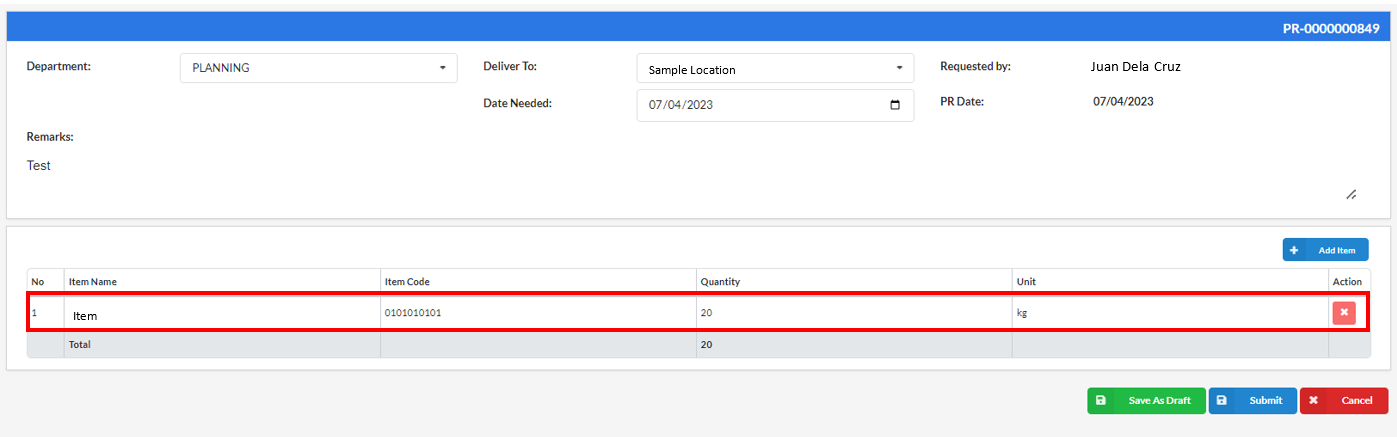 PR-0000000849
Department: PLANNING Deliver To: Sample Location Requested by: Juan Dela Cruz
Date Needed: 07/04/2023 PR Date: 07/04/2023
Remarks:
Test
Add Item
No Item Name Item Code Quantity Unit Action
1 Item 0101010101 20 kg
Total 20
Save As Draft Submit Cancel